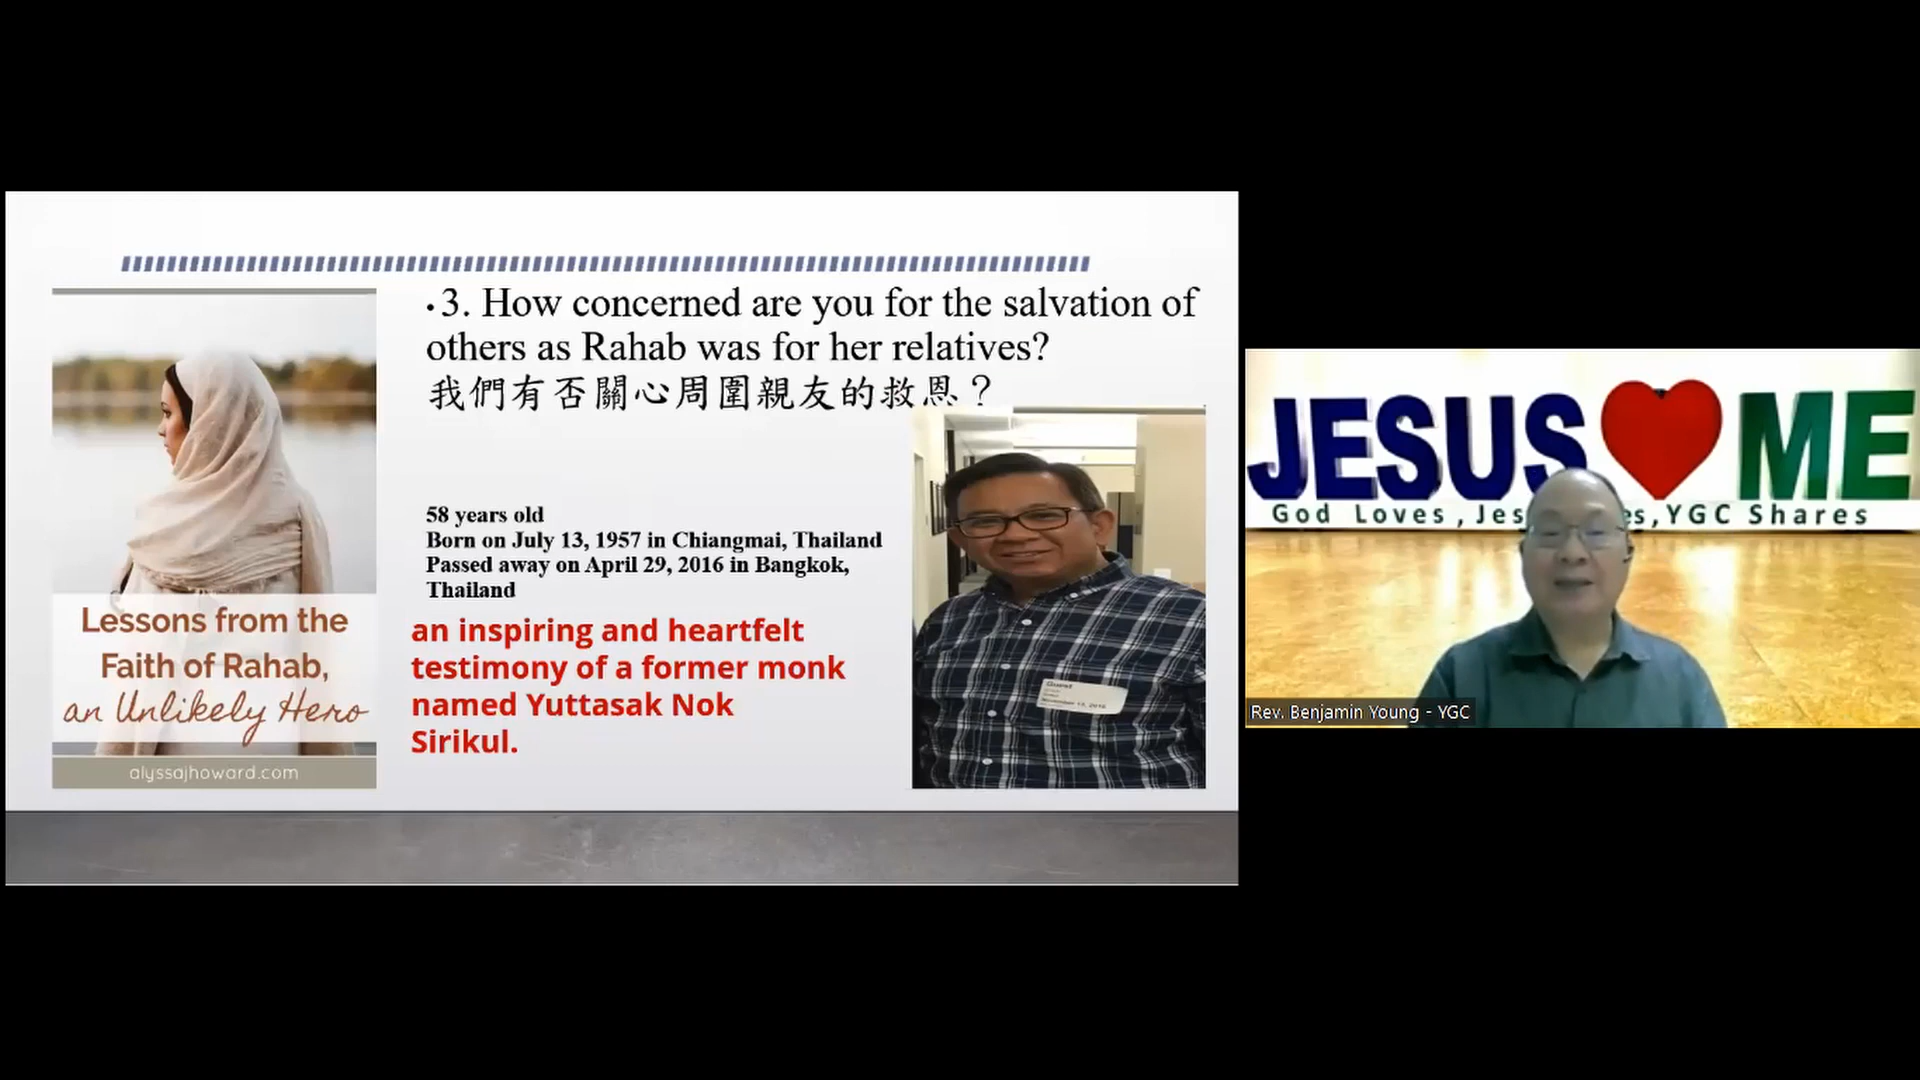 • 3. How concerned are you for the salvation of
others as Rahab was for her relatives?
我們有否關心周圍親友的救恩？
58 years old
Born on July 13, 1957 in Chiangmai, Thailand
Passed away on April 29, 2016 in Bangkok,
Thailand
an inspiring and heartfelt
testimony of a former monk
named Yuttasak Nok
Sirikul.
Lessons from the
Faith of Rahab,
an Unlikely Hero
alyssajhoward.com
Guest
JESUS ME
God Loves, Jes es, YGC Shares
Rev. Benjamin Young - YGC